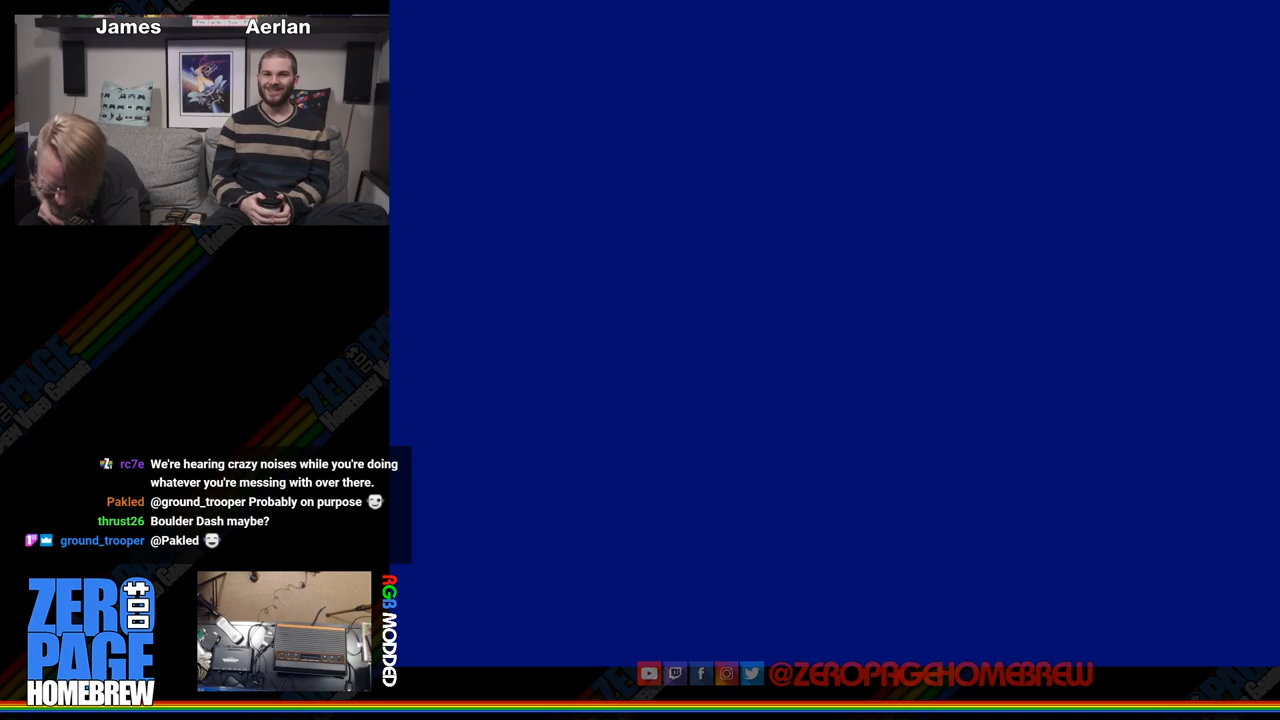 James Aerlan
rc7e We're hearing crazy noises while you're doing
whatever you're messing with over there.
Pakled @ground_trooper Probably on purpose
thrust26 Boulder Dash maybe?
ground_trooper @Pakled
ZERO $00
PAGE
HOMEBREW
RGB MODDED
@ZEROPAGEHOMEBREW